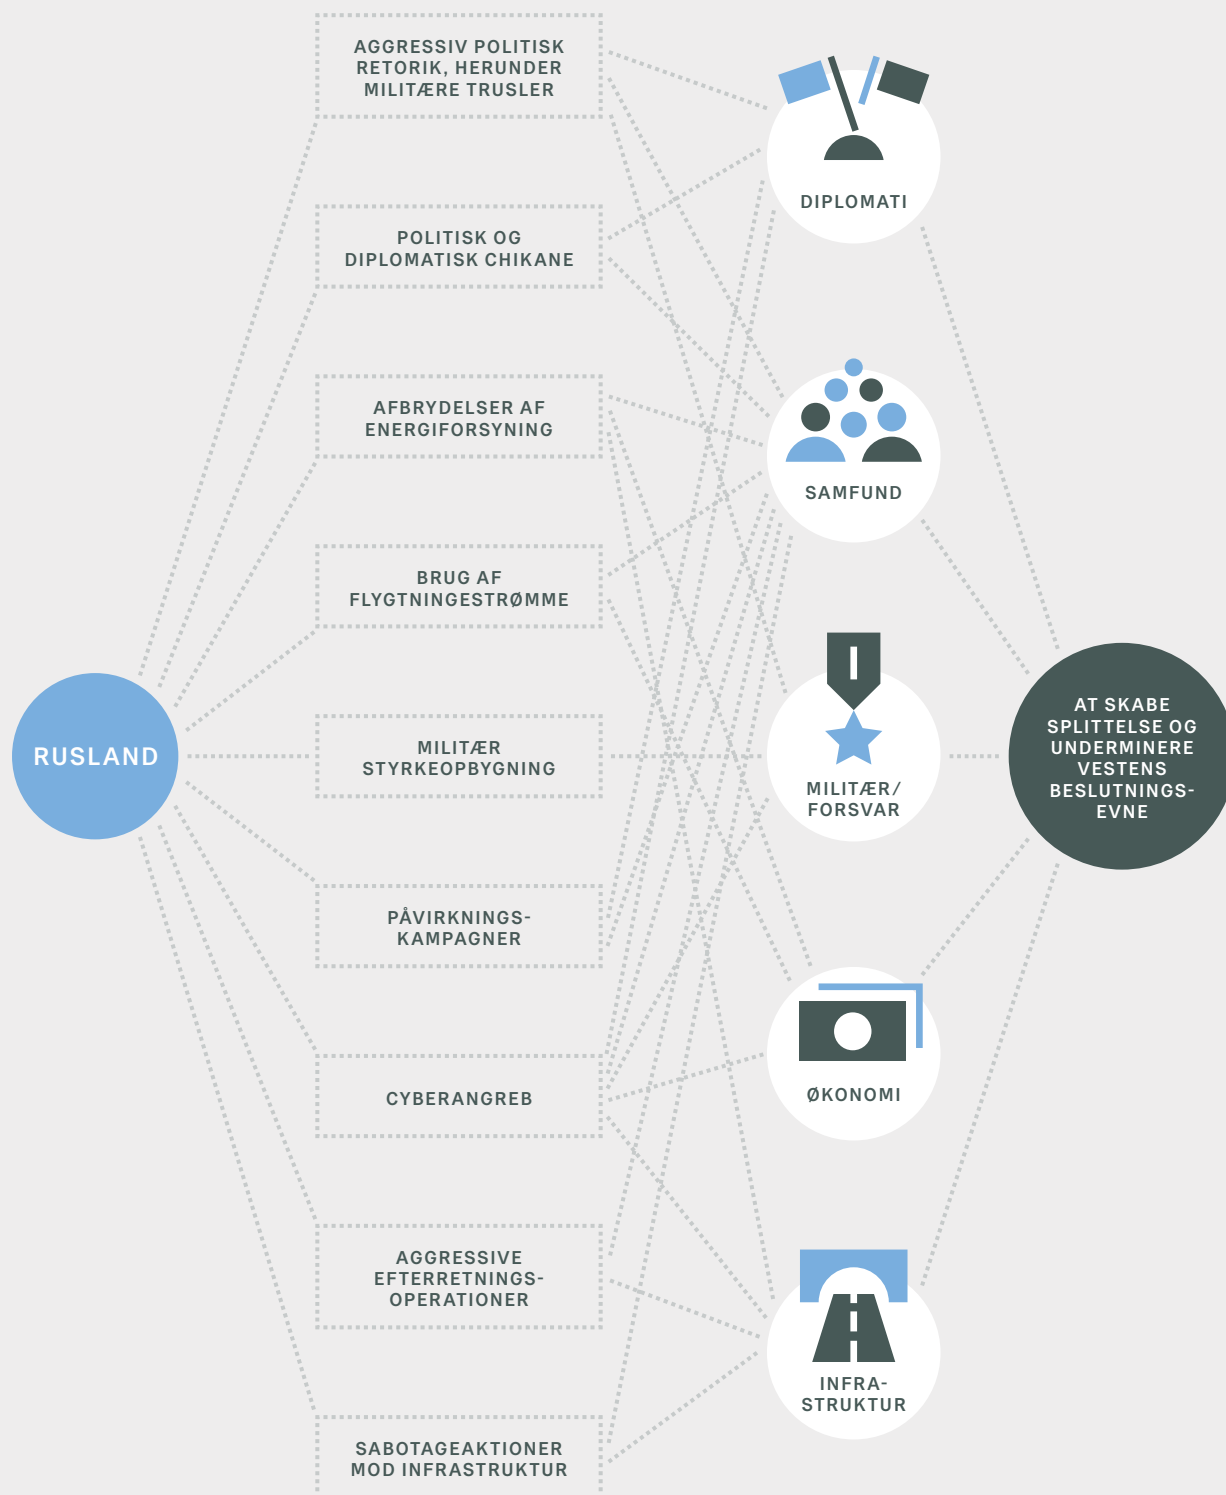 RUSLAND
AGGRESSIV POLITISK
RETORIK, HERUNDER
MILITÆRE TRUSLER
POLITISK OG
DIPLOMATISK CHIKANE
AFBRYDELSER AF
ENERGIFORSYNING
BRUG AF
FLYGTNINGESTRØMME
MILITÆR
STYRKEOPBYGNING
PÅVIRKNINGS-
KAMPAGNER
CYBERANGREB
AGGRESSIVE
EFTERRETNINGS-
OPERATIONER
SABOTAGEAKTIONER
MOD INFRASTRUKTUR
DIPLOMATI
SAMFUND
MILITÆR/
FORSVAR
ØKONOMI
INFRA-
STRUKTUR
AT SKABE
SPLITTELSE OG
UNDERMINERE
VESTENS
BESLUTNINGS-
EVNE